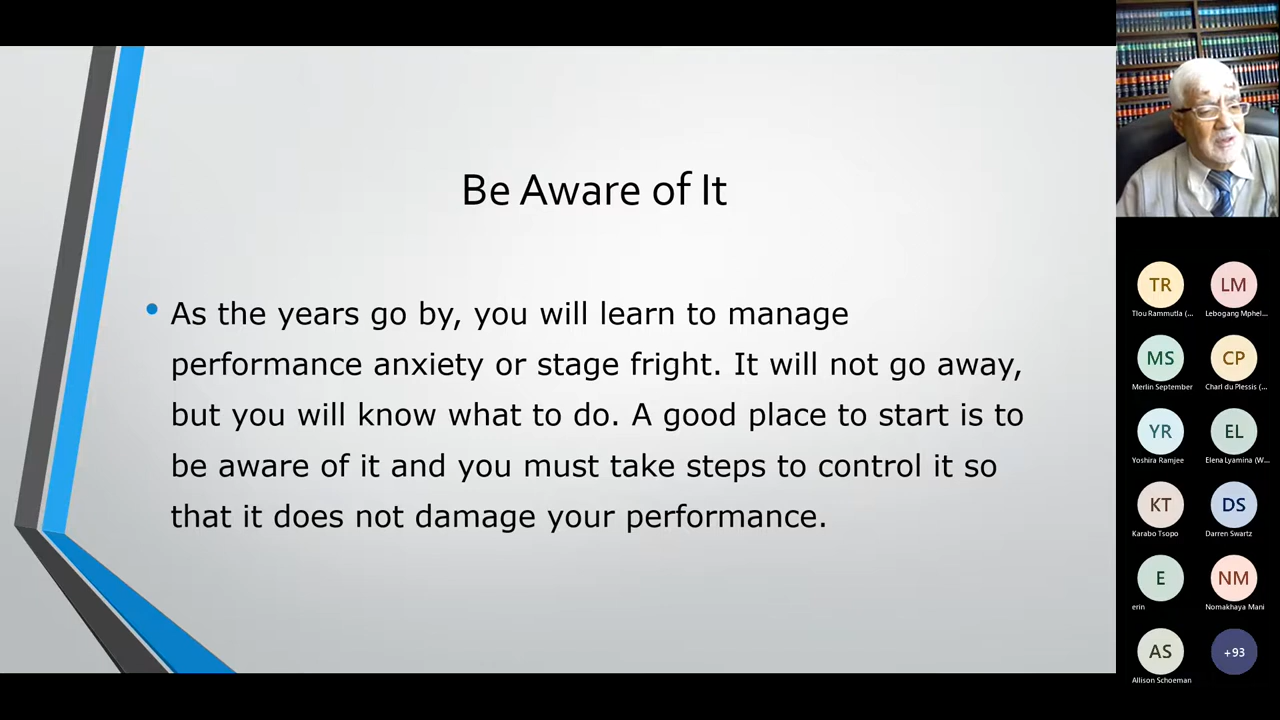 Be Aware of It
• As the years go by, you will learn to manage
performance anxiety or stage fright. It will not go away,
but you will know what to do. A good place to start is to
be aware of it and you must take steps to control it so
that it does not damage your performance.
TR
LM
Tlou Rammutla (...
Lebogang Mphel...
MS
CP
Merlin September
Charl du Plessis (...
YR
EL
Yoshira Ramjee
Elena Lyamina (W...
KT
DS
Karabo Tsopo
Darren Swartz
E
NM
erin
Nomakhaya Mani
AS
+93
Allison Schoeman